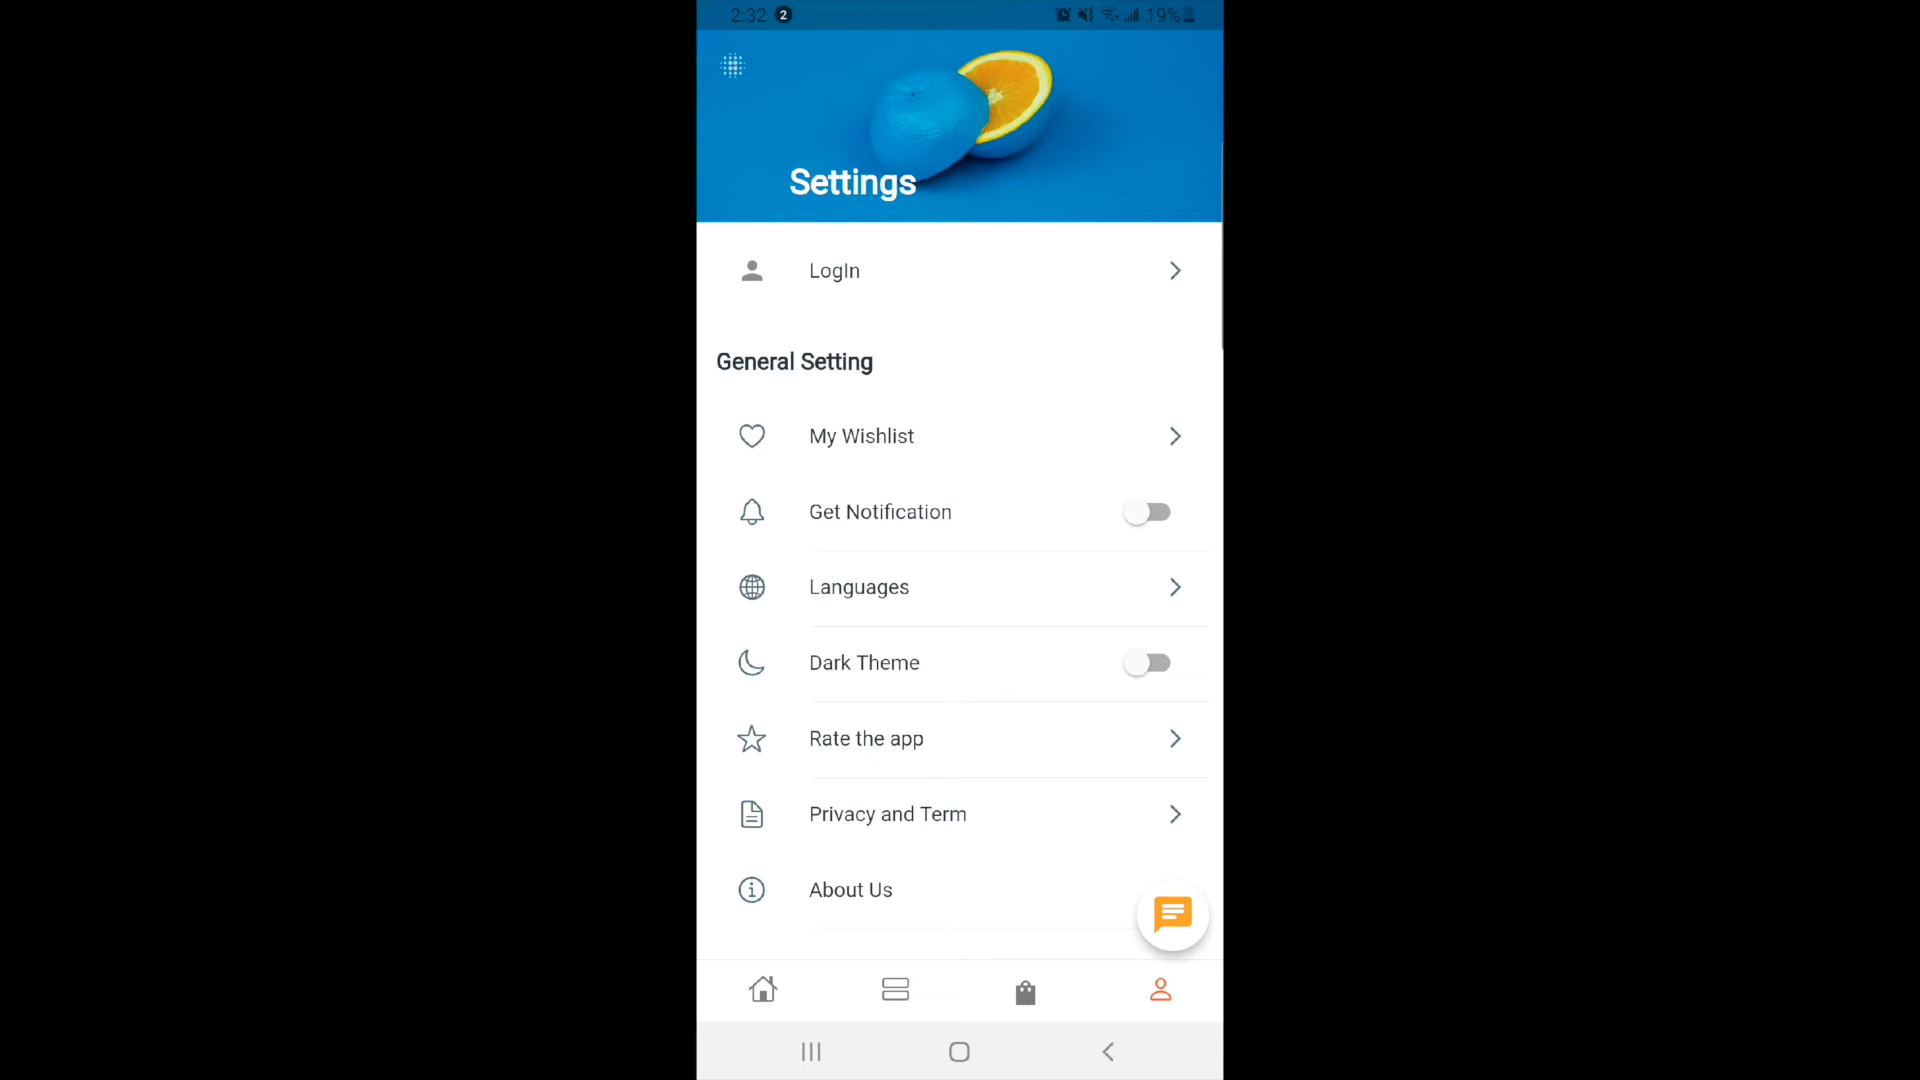 2:32 2 19%
Settings
LogIn
General Setting
My Wishlist
Get Notification
Languages
Dark Theme
Rate the app
Privacy and Term
About Us